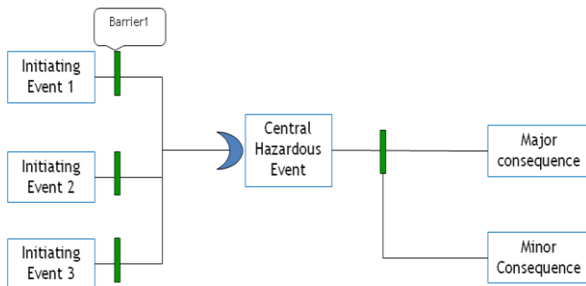 Barrier1
Initiating
Event 1
Initiating
Event 2
Initiating
Event 3
Central
Hazardous
Event
Major
consequence
Minor
Consequence